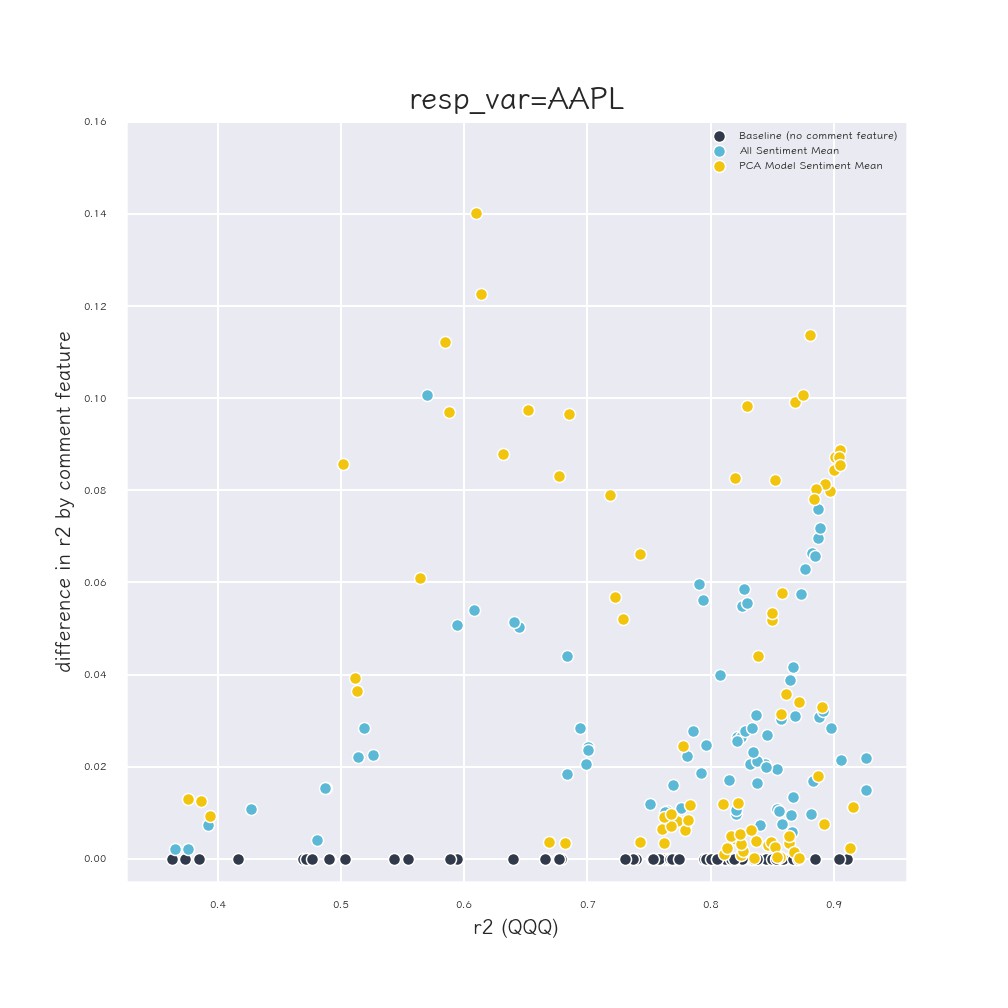 resp_var=AAPL
Baseline (no comment feature)
All Sentiment Mean
PCA Model Sentiment Mean
difference in r2 by comment feature
0.16
0.14
0.12
0.10
0.08
0.06
0.04
0.02
0.00
0.4 0.5 0.6 0.7 0.8 0.9
r2 (QQQ)